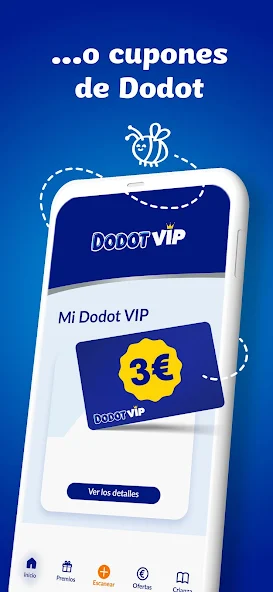 ...o cupones
de Dodot
DODOT VIP
Mi Dodot VIP
3€
DODOT VIP
Ver los detalles
Inicio
Premios
Escanear
Ofertas
Crianza